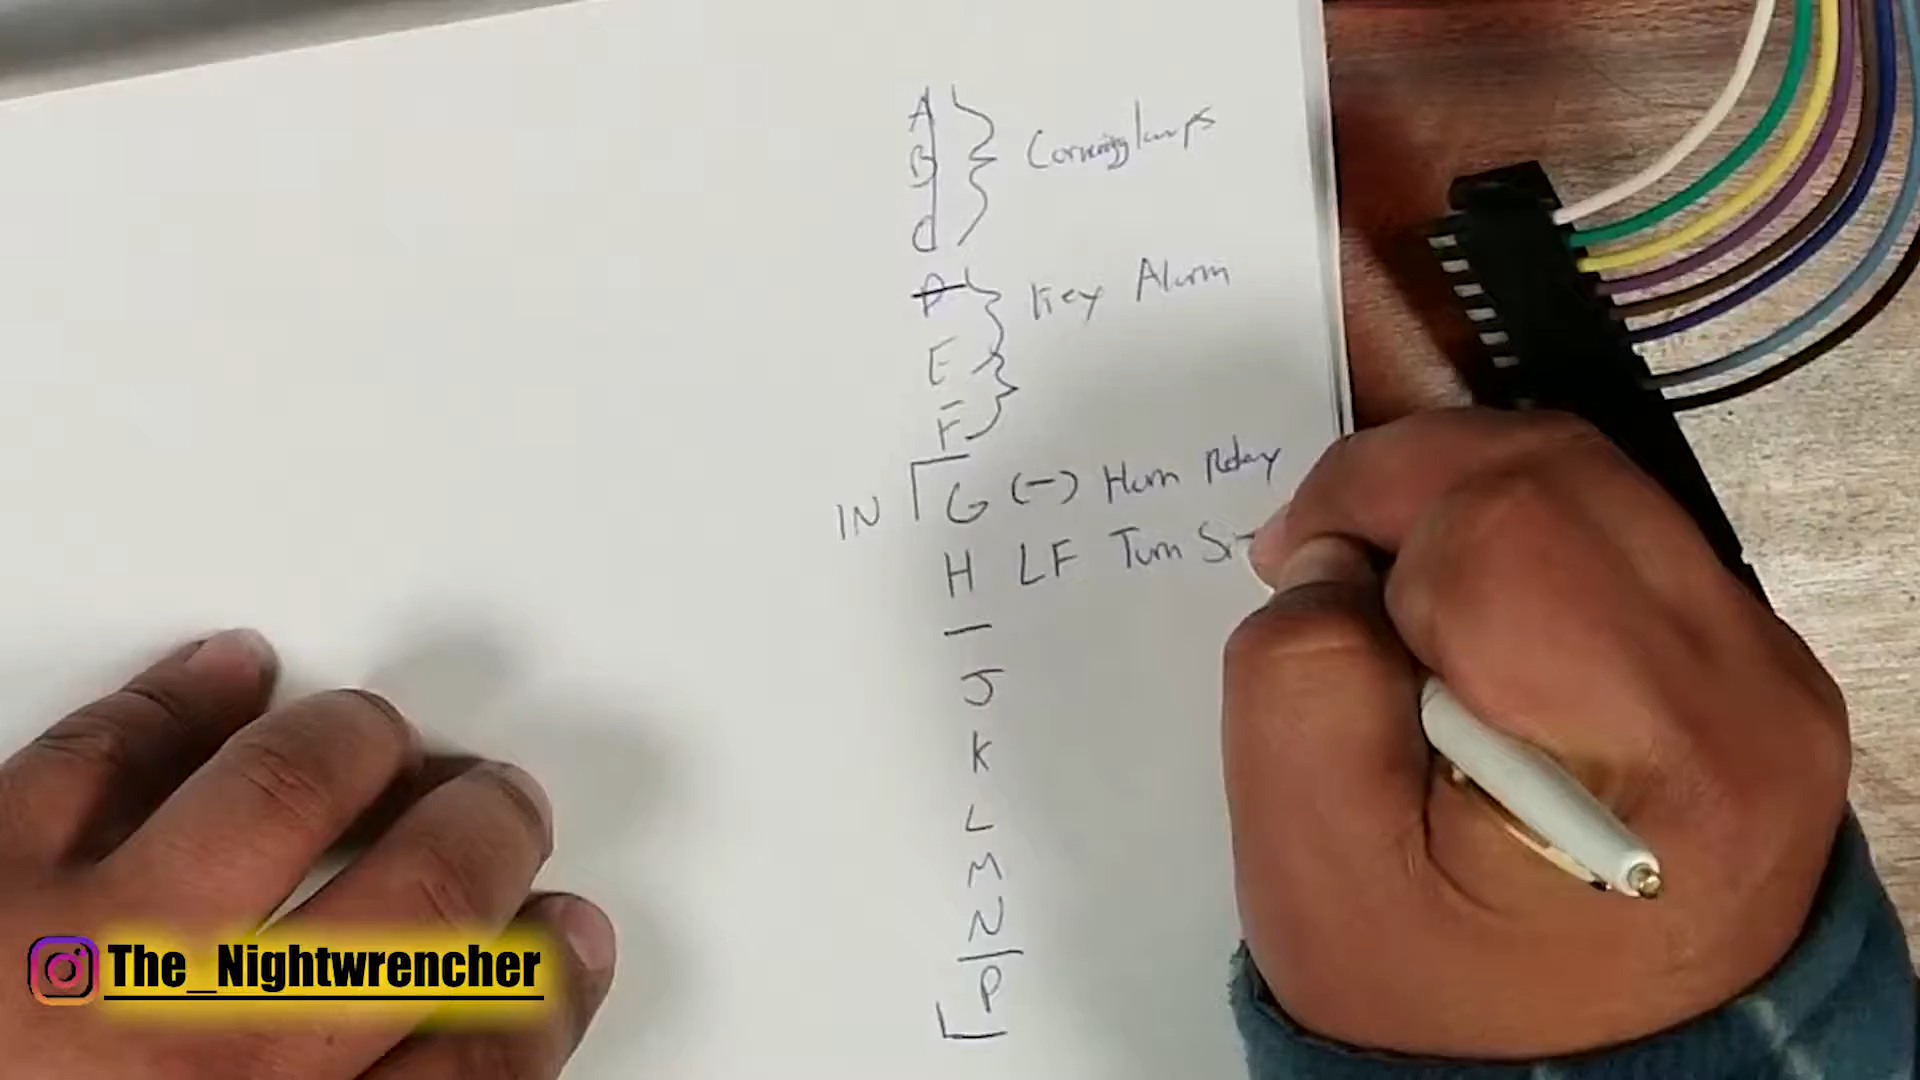 A
B Cornering lamps
C
D Key Alarm
E
F
IN G (-) Horn Relay
H LF Turn Si
J
K
L
M
N
P
The_Nightwrencher